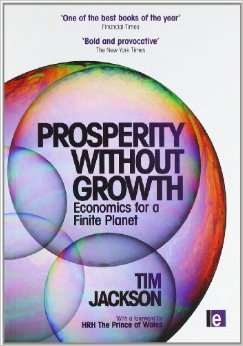 'One of the best books of the year'
Financial Times
'Bold and provocative'
The New York Times
PROSPERITY
WITHOUT
GROWTH
Economics for a
Finite Planet
TIM
JACKSON
With a foreword by
HRH The Prince of Wales
e